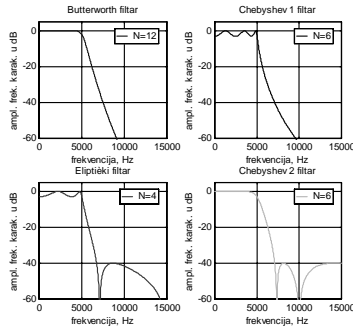 Butterworth filtar
Chebyshev 1 filtar
ampl. frek. karak. u dB
0
-20
-40
-60
N=12
0 5000 10000 15000
frekvencija, Hz
ampl. frek. karak. u dB
0
-20
-40
-60
N=6
0 5000 10000 15000
frekvencija, Hz
Eliptièki filtar
Chebyshev 2 filtar
ampl. frek. karak. u dB
0
-20
-40
-60
N=4
0 5000 10000 15000
frekvencija, Hz
ampl. frek. karak. u dB
0
-20
-40
-60
N=6
0 5000 10000 15000
frekvencija, Hz